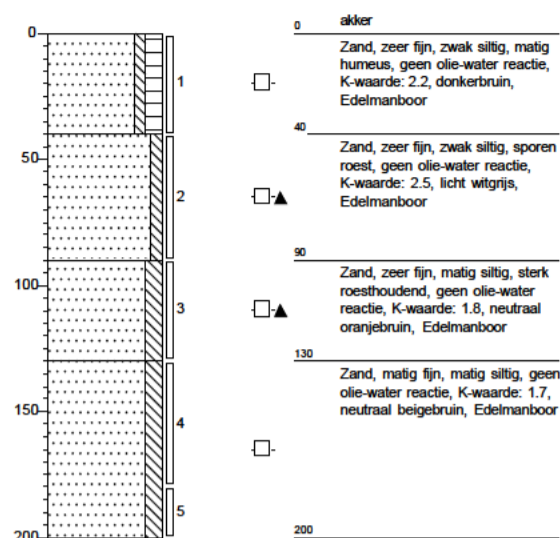 0
50
100
150
200
1
2
3
4
5
0
akker
Zand, zeer fijn, zwak siltig, matig
humeus, geen olie-water reactie,
K-waarde: 2.2, donkerbruin,
Edelmanboor
40
Zand, zeer fijn, zwak siltig, sporen
roest, geen olie-water reactie,
K-waarde: 2.5, licht witgrijs,
Edelmanboor
90
Zand, zeer fijn, matig siltig, sterk
roesthoudend, geen olie-water
reactie, K-waarde: 1.8, neutraal
oranjebruin, Edelmanboor
130
Zand, matig fijn, matig siltig, geen
olie-water reactie, K-waarde: 1.7,
neutraal beigebruin, Edelmanboor
200